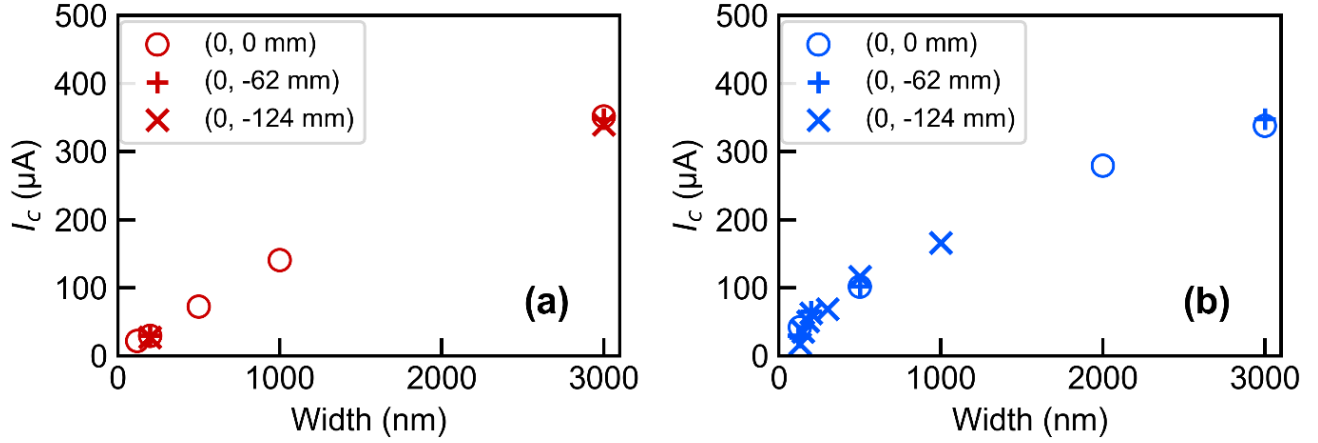 500
400
300
200
100
0
I_c (μA)
(0, 0 mm)
(0, -62 mm)
(0, -124 mm)
(a)
0
1000
2000
3000
Width (nm)
500
400
300
200
100
0
I_c (μA)
(0, 0 mm)
(0, -62 mm)
(0, -124 mm)
(b)
0
1000
2000
3000
Width (nm)